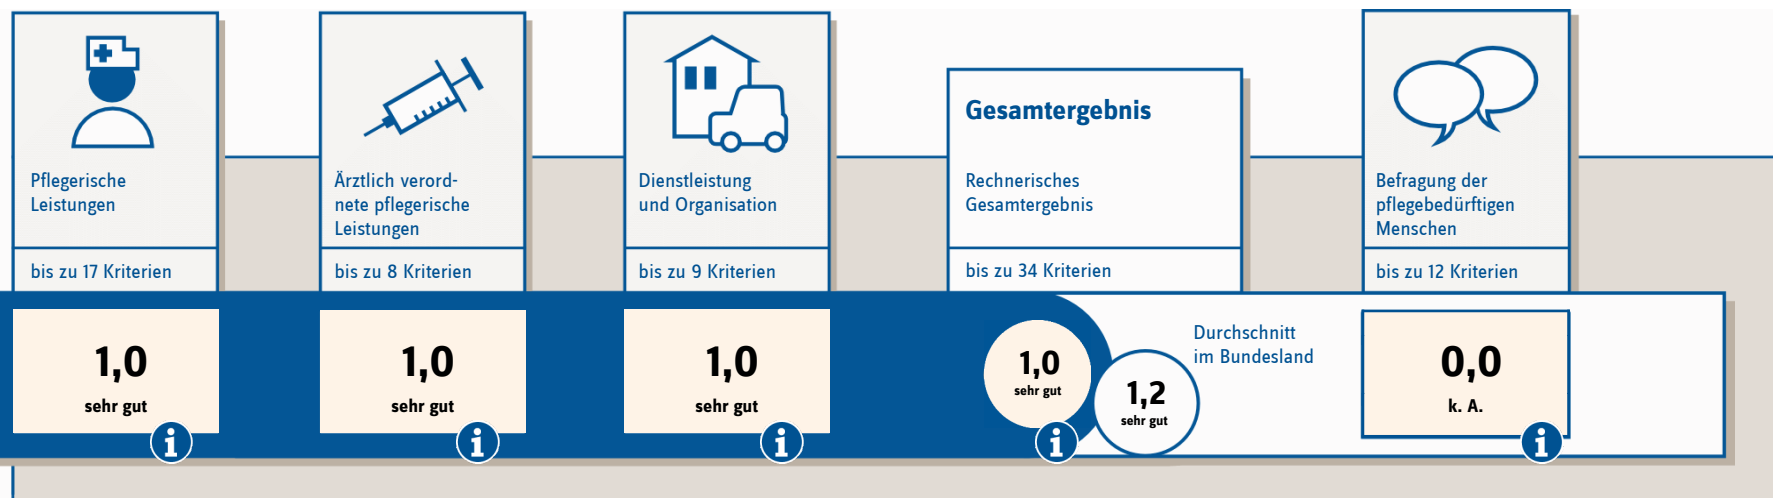 Pflegerische
Leistungen
bis zu 17 Kriterien
1,0
sehr gut
i
Ärztlich verord-
nete pflegerische
Leistungen
bis zu 8 Kriterien
1,0
sehr gut
i
Dienstleistung
und Organisation
bis zu 9 Kriterien
1,0
sehr gut
i
Gesamtergebnis
Rechnerisches
Gesamtergebnis
bis zu 34 Kriterien
1,0
sehr gut
i
1,2
sehr gut
Durchschnitt
im Bundesland
Befragung der
pflegebedürftigen
Menschen
bis zu 12 Kriterien
0,0
k. A.
i